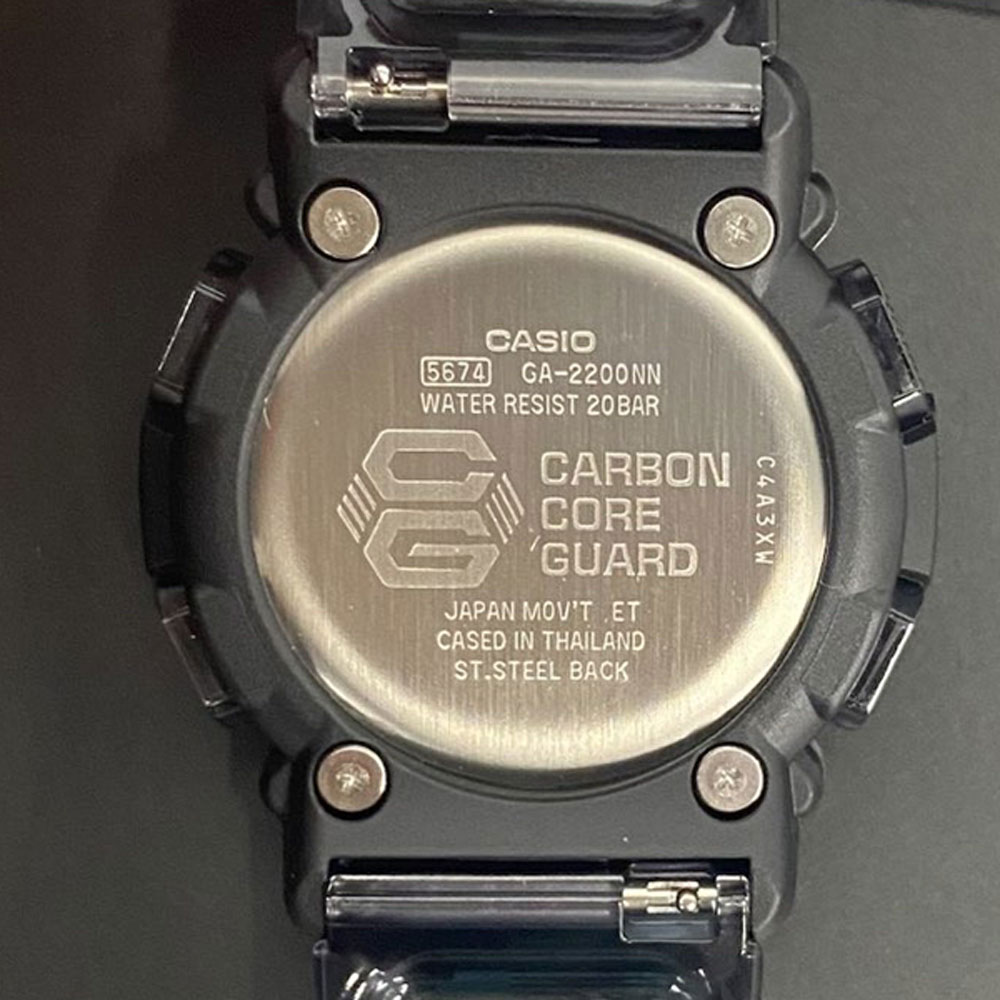 CASIO
5674 GA-2200NN
WATER RESIST 20BAR
CG
CARBON
CORE
GUARD
C4A3XW
JAPAN MOV'T ,ET
CASED IN THAILAND
ST.STEEL BACK